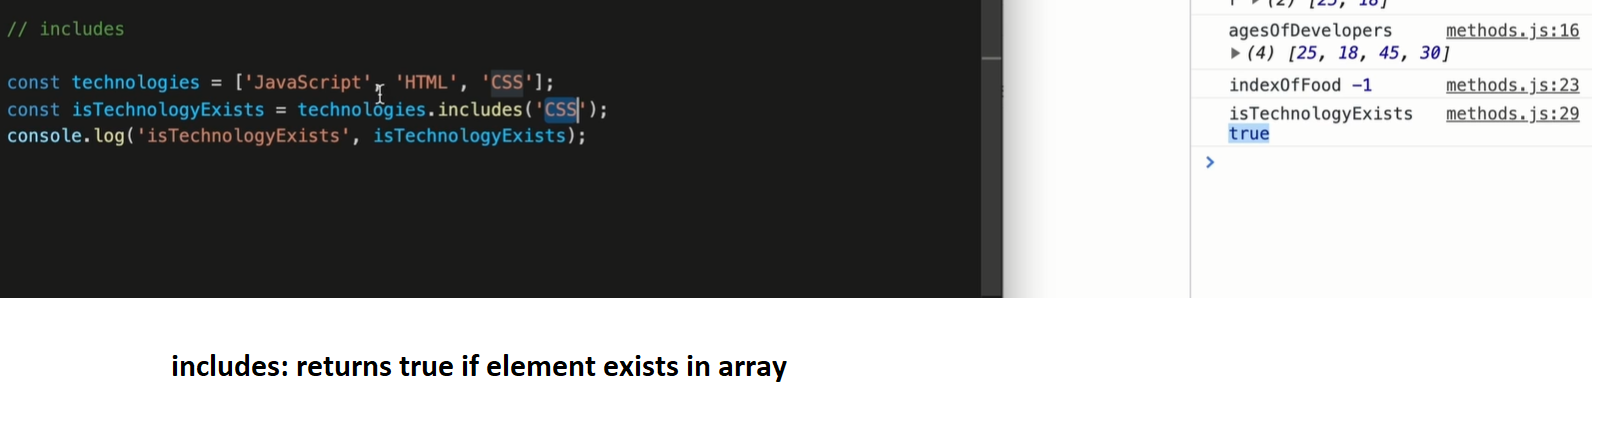 // includes
const technologies = ['JavaScript', 'HTML', 'CSS'];
const isTechnologyExists = technologies.includes('CSS');
console.log('isTechnologyExists', isTechnologyExists);
agesOfDevelopers methods.js:16
▶ (4) [25, 18, 45, 30]
indexOfFood -1 methods.js:23
isTechnologyExists methods.js:29
true
>
includes: returns true if element exists in array